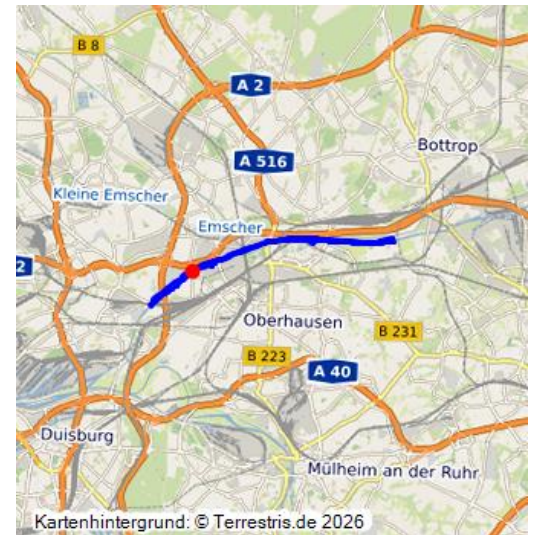 B 8
A 2
Bottrop
A 516
Kleine Emscher
Emscher
2
Oberhausen
B 231
B 223
A 40
Duisburg
Mülheim an der Ruhr
Kartenhintergrund: © Terrestris.de 2026